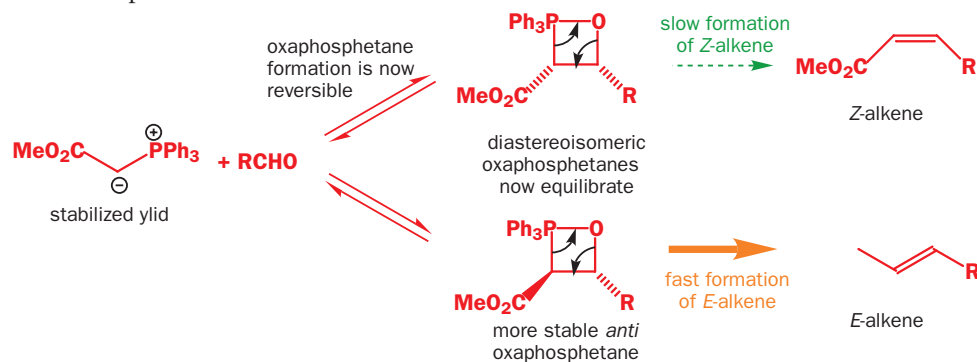 oxaphosphetane
formation is now
reversible
MeO2C
PPh3
+ RCHO
stabilized ylid
Ph3P
O
MeO2C
R
diastereoisomeric
oxaphosphetanes
now equilibrate
Ph3P
O
MeO2C
R
more stable anti
oxaphosphetane
slow formation
of Z-alkene
MeO2C
R
Z-alkene
fast formation
of E-alkene
R
E-alkene